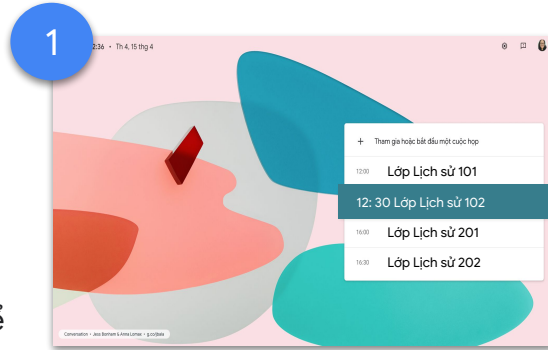 1
2:36 • Th 4, 15 thg 4
+ Tham gia hoặc bắt đầu một cuộc họp
12:00 Lớp Lịch sử 101
12: 30 Lớp Lịch sử 102
16:00 Lớp Lịch sử 201
16:30 Lớp Lịch sử 202
Conversation • Jess Bonham & Anna Lomax •